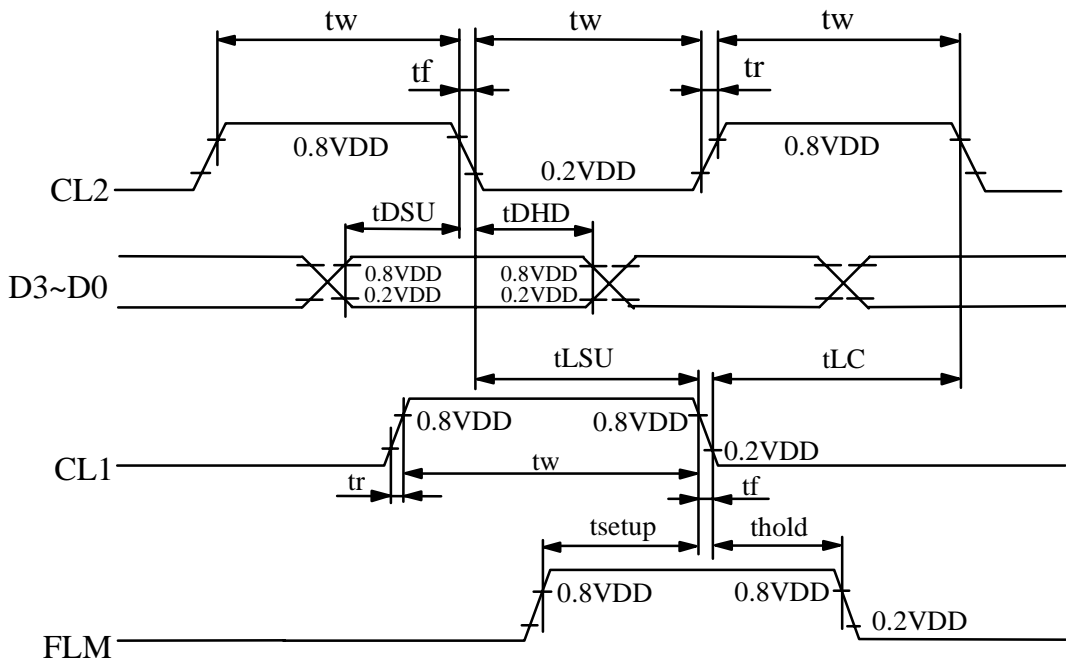 tw tw tw
tf tr
0.8VDD 0.2VDD 0.8VDD
CL2
tDSU tDHD
D3~D0 0.8VDD 0.8VDD
0.2VDD 0.2VDD
tLSU tLC
0.8VDD 0.8VDD
CL1 0.2VDD
tw
tr tf
tsetup thold
0.8VDD 0.8VDD
FLM 0.2VDD